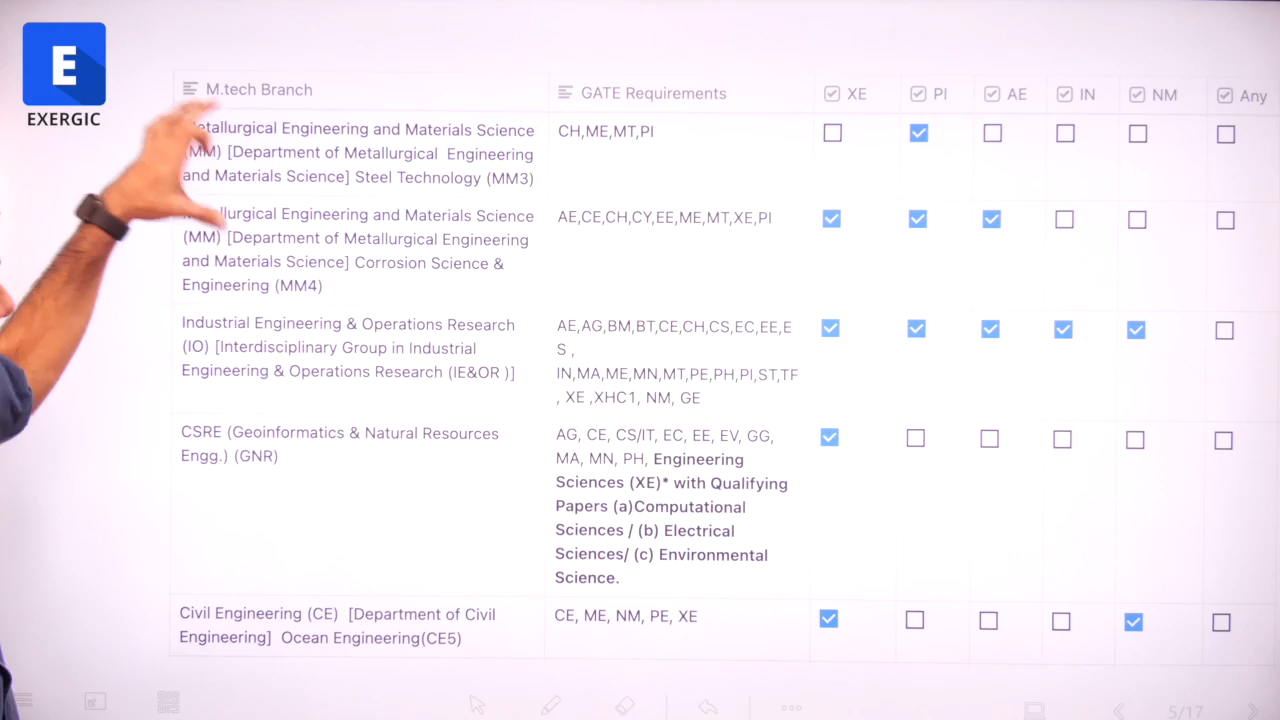 E
EXERGIC
M.tech Branch GATE Requirements XE PI AE IN NM Any
etallurgical Engineering and Materials Science CH,ME,MT,PI
(MM) [Department of Metallurgical Engineering
and Materials Science] Steel Technology (MM3)
llurgical Engineering and Materials Science AE,CE,CH,CY,EE,ME,MT,XE,PI
(MM) [Department of Metallurgical Engineering
and Materials Science] Corrosion Science &
Engineering (MM4)
Industrial Engineering & Operations Research AE,AG,BM,BT,CE,CH,CS,EC,EE,E
(IO) [Interdisciplinary Group in Industrial S ,
Engineering & Operations Research (IE&OR )] IN,MA,ME,MN,MT,PE,PH,PI,ST,TF
, XE ,XHC1, NM, GE
CSRE (Geoinformatics & Natural Resources AG, CE, CS/IT, EC, EE, EV, GG,
Engg.) (GNR) MA, MN, PH, Engineering
Sciences (XE)* with Qualifying
Papers (a)Computational
Sciences / (b) Electrical
Sciences/ (c) Environmental
Science.
Civil Engineering (CE) [Department of Civil CE, ME, NM, PE, XE
Engineering] Ocean Engineering(CE5)
5/17